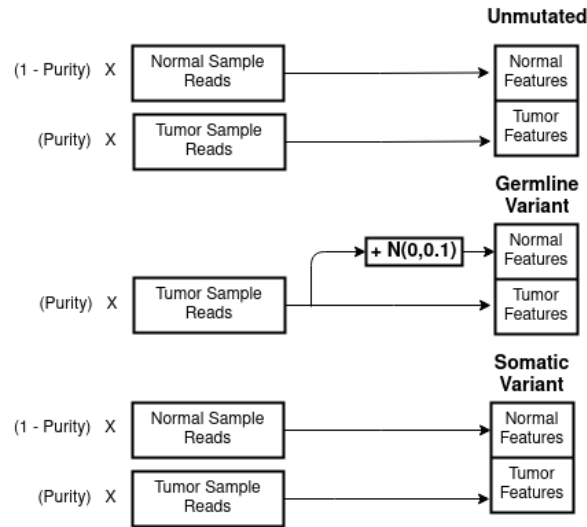 Unmutated
(1 - Purity) X
Normal Sample
Reads
Normal
Features
(Purity) X
Tumor Sample
Reads
Tumor
Features
Germline
Variant
+ N(0,0.1)
Normal
Features
(Purity) X
Tumor Sample
Reads
Tumor
Features
Somatic
Variant
(1 - Purity) X
Normal Sample
Reads
Normal
Features
(Purity) X
Tumor Sample
Reads
Tumor
Features